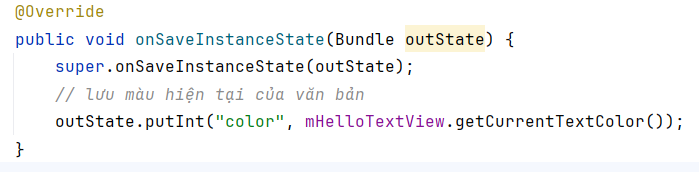 @Override
public void onSaveInstanceState(Bundle outState) {
super.onSaveInstanceState(outState);
// lưu màu hiện tại của văn bản
outState.putInt("color", mHelloTextView.getCurrentTextColor());
}